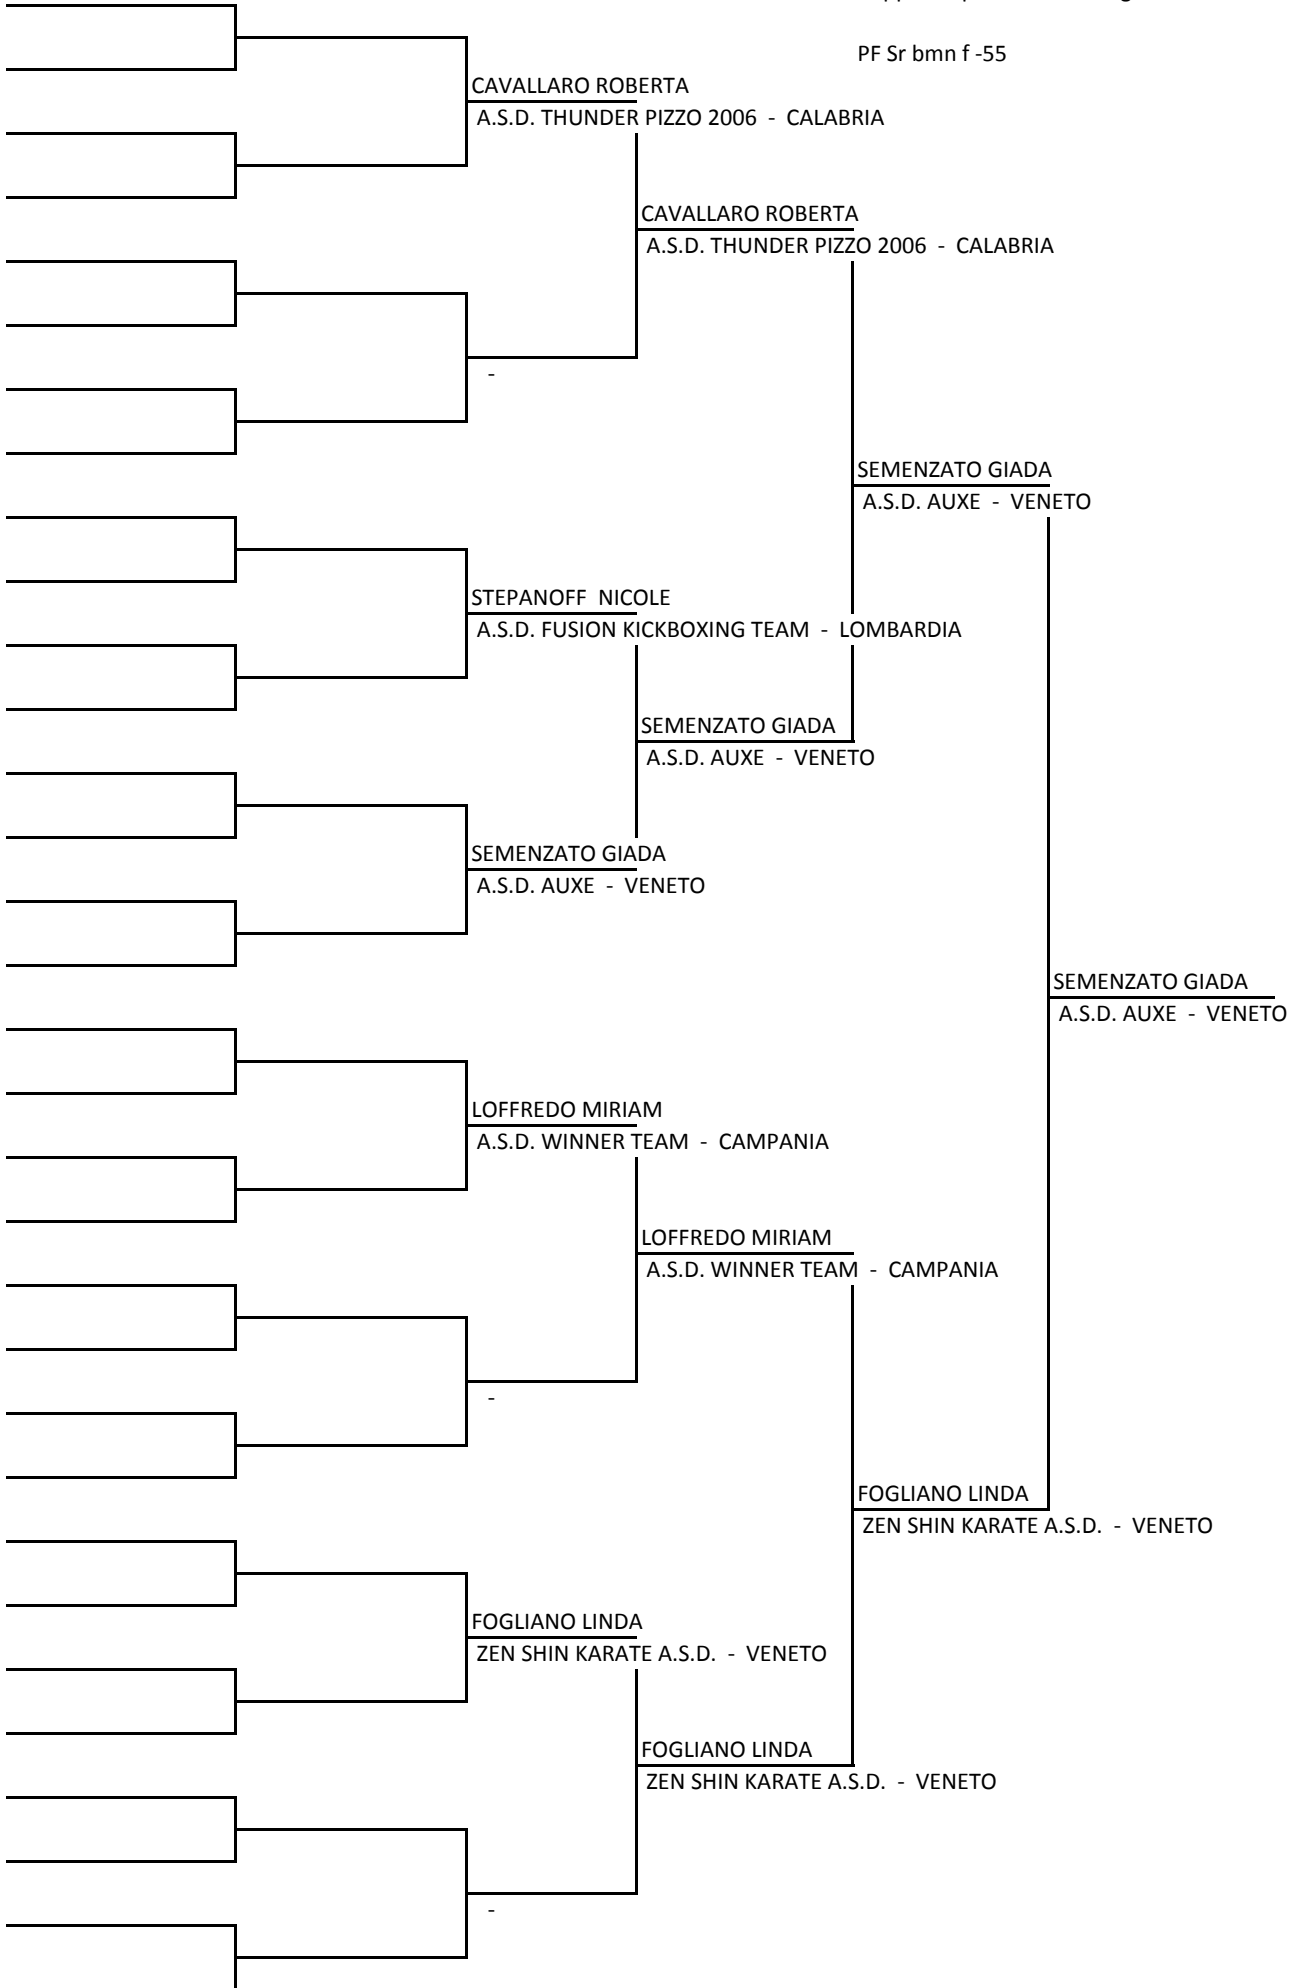 PF Sr bmn f -55
CAVALLARO ROBERTA
A.S.D. THUNDER PIZZO 2006 - CALABRIA
CAVALLARO ROBERTA
A.S.D. THUNDER PIZZO 2006 - CALABRIA
-
SEMENZATO GIADA
A.S.D. AUXE - VENETO
STEPANOFF NICOLE
A.S.D. FUSION KICKBOXING TEAM - LOMBARDIA
SEMENZATO GIADA
A.S.D. AUXE - VENETO
SEMENZATO GIADA
A.S.D. AUXE - VENETO
SEMENZATO GIADA
A.S.D. AUXE - VENETO
LOFFREDO MIRIAM
A.S.D. WINNER TEAM - CAMPANIA
LOFFREDO MIRIAM
A.S.D. WINNER TEAM - CAMPANIA
-
FOGLIANO LINDA
ZEN SHIN KARATE A.S.D. - VENETO
FOGLIANO LINDA
ZEN SHIN KARATE A.S.D. - VENETO
FOGLIANO LINDA
ZEN SHIN KARATE A.S.D. - VENETO
-